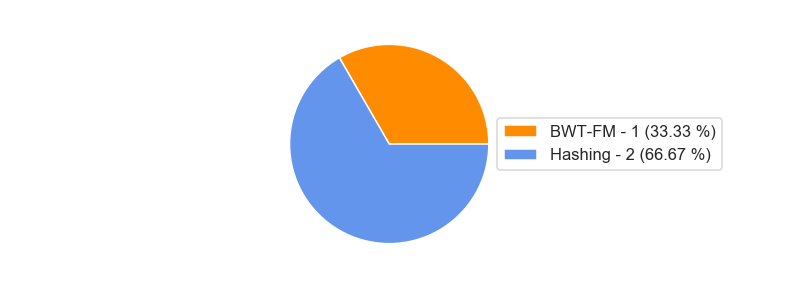 BWT-FM - 1 (33.33 %)
Hashing - 2 (66.67 %)